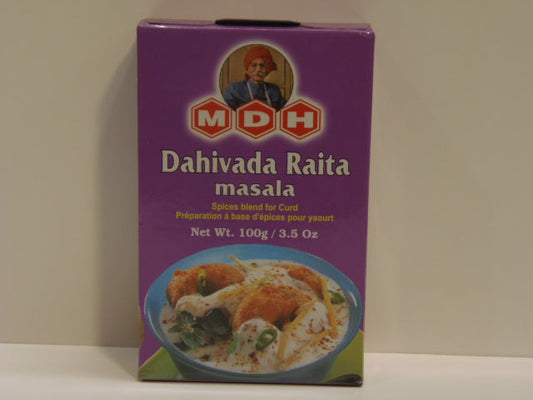 MDH
Dahivada Raita
masala
Spices blend for Curd
Préparation à base d'épices pour yaourt
Net Wt. 100g / 3.5 Oz